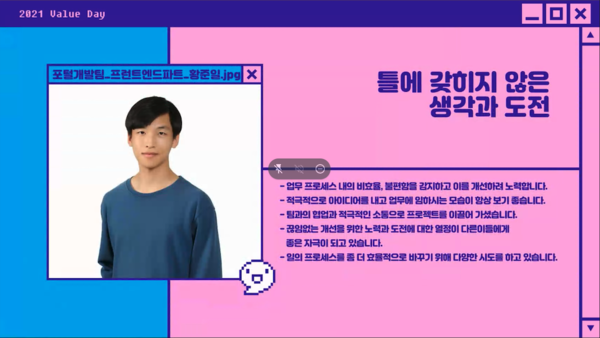 2021 Value Day
포털개발팀_프런트엔드파트_황준일.jpg
틀에 갖히지 않은
생각과 도전
- 업무 프로세스 내의 비효율, 불편함을 감지하고 이를 개선하려 노력합니다.
- 적극적으로 아이디어를 내고 업무에 임하시는 모습이 항상 보기 좋습니다.
- 팀과의 협업과 적극적인 소통으로 프로젝트를 이끌어 가셨습니다.
- 끊임없는 개선을 위한 노력과 도전에 대한 열정이 다른이들에게
좋은 자극이 되고 있습니다.
- 일의 프로세스를 좀 더 효율적으로 바꾸기 위해 다양한 시도를 하고 있습니다.